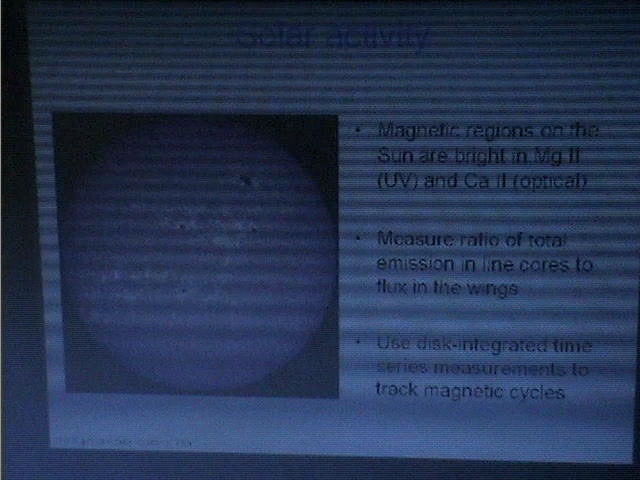 Solar activity
• Magnetic regions on the
Sun are bright in Mg II
(UV) and Ca II (optical)
• Measure ratio of total
emission in line cores to
flux in the wings
• Use disk-integrated time
series measurements to
track magnetic cycles